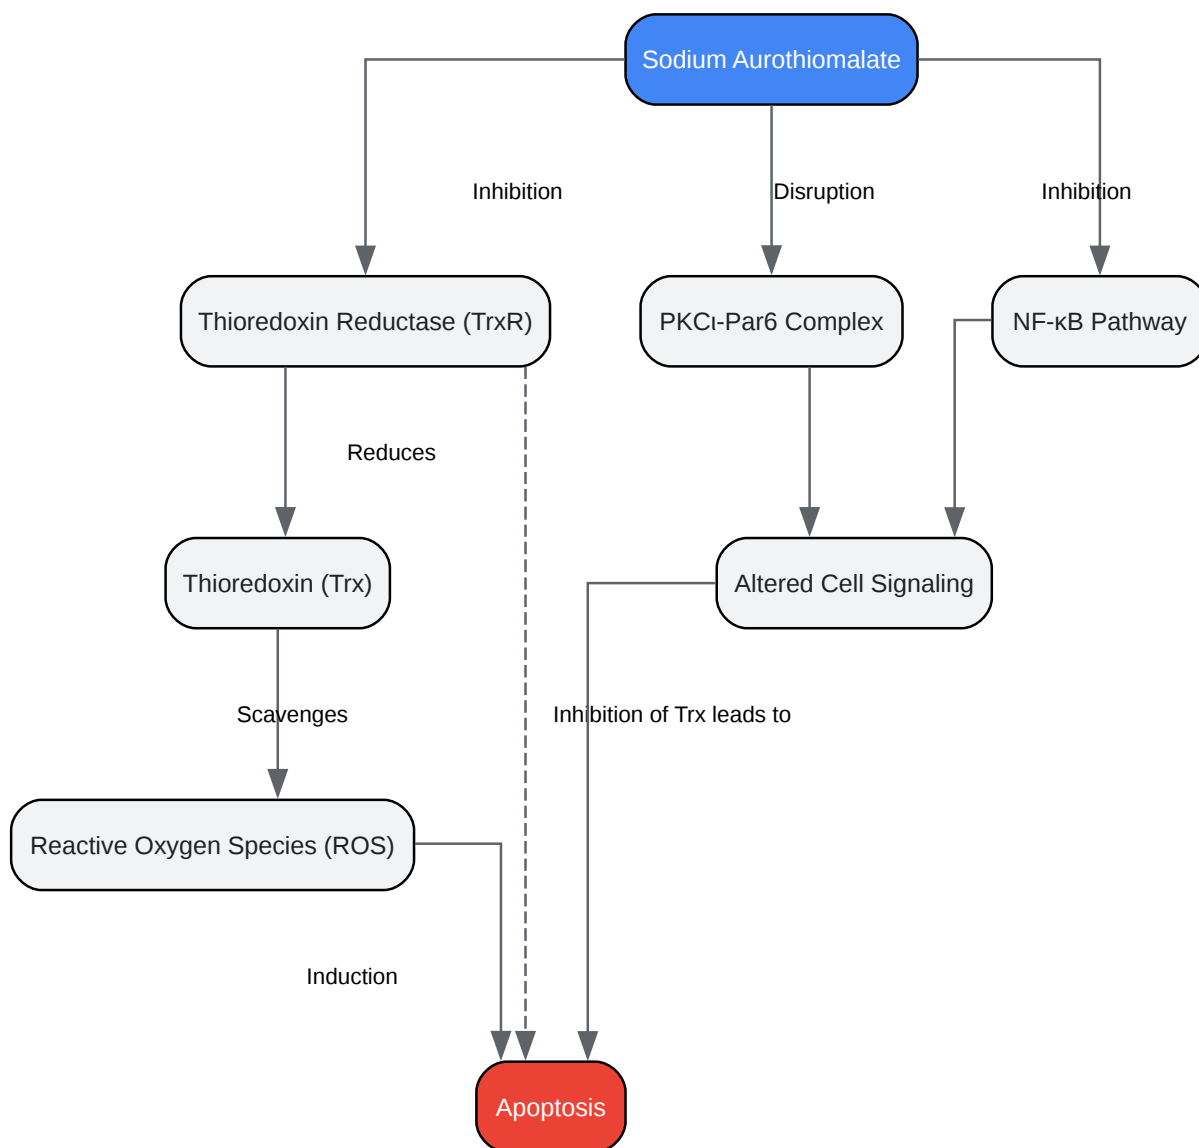 Sodium Aurothiomalate
Inhibition
Disruption
Inhibition
Thioredoxin Reductase (TrxR)
PKCι-Par6 Complex
NF-κB Pathway
Reduces
Thioredoxin (Trx)
Altered Cell Signaling
Scavenges
Inhibition of Trx leads to
Reactive Oxygen Species (ROS)
Induction
Apoptosis